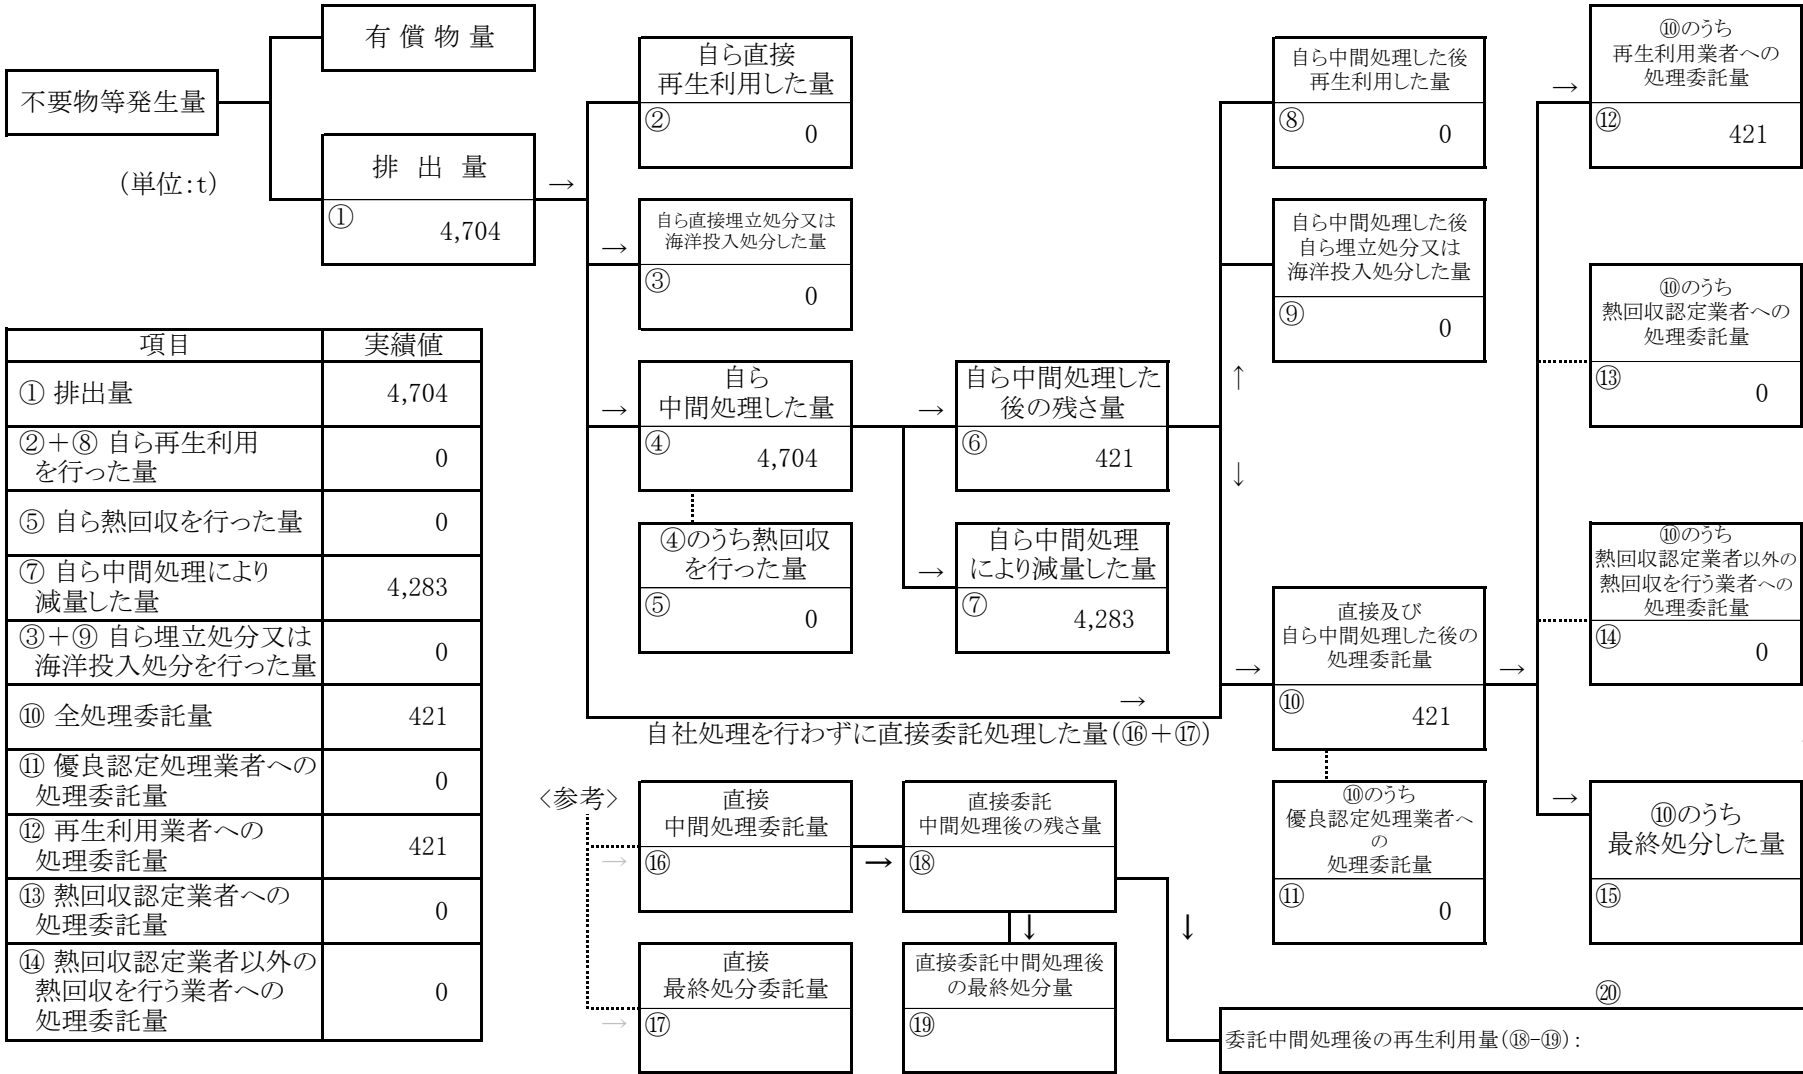 有 償 物 量
不要物等発生量
(単位:t)
排 出 量
①
4,704
→
自ら直接
再生利用した量
②
0
→
自ら直接埋立処分又は
海洋投入処分した量
③
0
→
自ら
中間処理した量
④
4,704
④のうち熱回収
を行った量
⑤
0
→
自ら中間処理した
後の残さ量
⑥
421
→
自ら中間処理
により減量した量
⑦
4,283
↑
↓
自ら中間処理した後
再生利用した量
⑧
0
自ら中間処理した後
自ら埋立処分又は
海洋投入処分した量
⑨
0
→
直接及び
自ら中間処理した後の
処理委託量
⑩
421
→
⑩のうち
優良認定処理業者へ
の
処理委託量
⑪
0
→
⑩のうち
再生利用業者への
処理委託量
⑫
421
⑩のうち
熱回収認定業者への
処理委託量
⑬
0
⑩のうち
熱回収認定業者以外の
熱回収を行う業者への
処理委託量
⑭
0
→
⑩のうち
最終処分した量
⑮
→
自社処理を行わずに直接委託処理した量(⑯+⑰)
<参考>
→
直接
中間処理委託量
⑯
→
直接委託
中間処理後の残さ量
⑱
↓
↓
→
直接
最終処分委託量
⑰
直接委託中間処理後
の最終処分量
⑲
⑳
委託中間処理後の再生利用量(⑱-⑲):
項目 実績値
① 排出量 4,704
②+⑧ 自ら再生利用
を行った量 0
⑤ 自ら熱回収を行った量 0
⑦ 自ら中間処理により
減量した量 4,283
③+⑨ 自ら埋立処分又は
海洋投入処分を行った量 0
⑩ 全処理委託量 421
⑪ 優良認定処理業者への
処理委託量 0
⑫ 再生利用業者への
処理委託量 421
⑬ 熱回収認定業者への
処理委託量 0
⑭ 熱回収認定業者以外の
熱回収を行う業者への
処理委託量 0